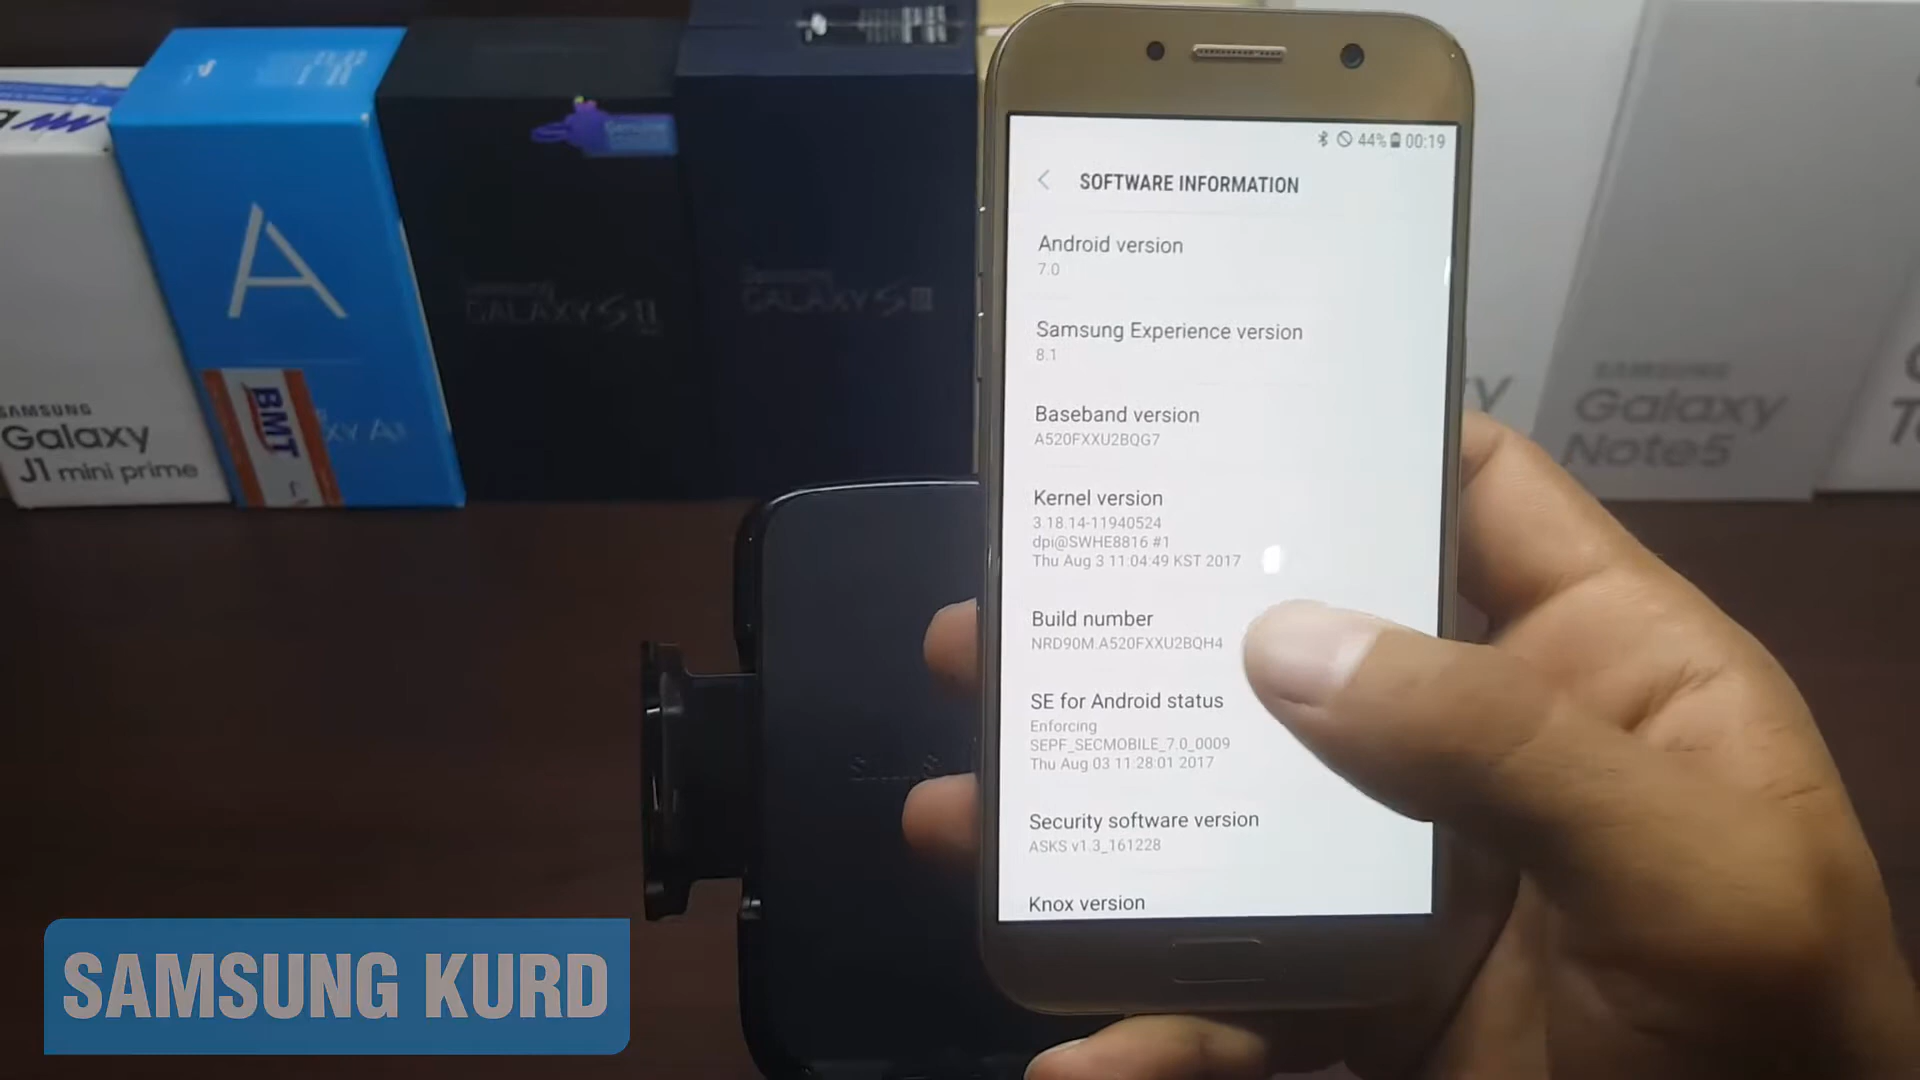 SAMSUNG
Galaxy
J1 mini prime
A
BMT
SAMSUNG
GALAXY S II
GALAXY S III
Genuine
44% 00:19
SOFTWARE INFORMATION
Android version
7.0
Samsung Experience version
8.1
Baseband version
A520FXXU2BQG7
Kernel version
3.18.14-11940524
dpi@SWHE8816 #1
Thu Aug 3 11:04:49 KST 2017
Build number
NRD90M.A520FXXU2BQH4
SE for Android status
Enforcing
SEPF_SECMOBILE_7.0_0009
Thu Aug 03 11:28:01 2017
Security software version
ASKS v1.3_161228
Knox version
SAMSUNG
Galaxy
Note5
SAMSUNG KURD